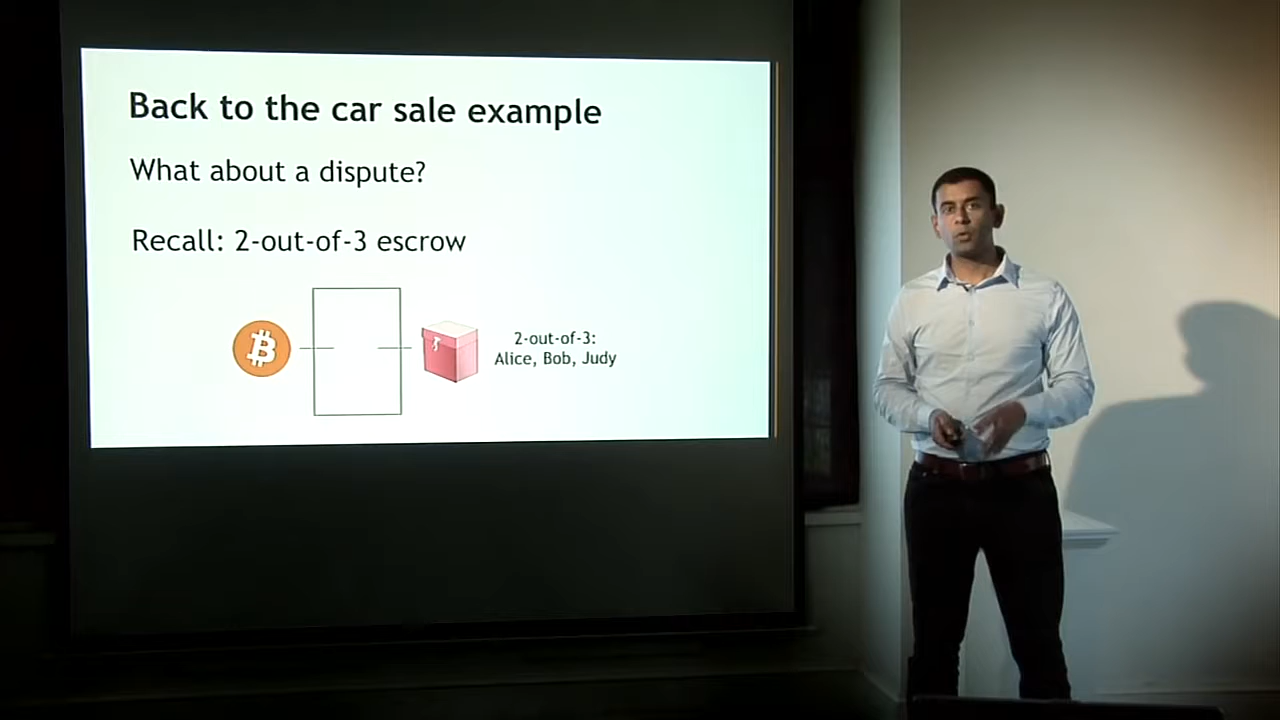 Back to the car sale example
What about a dispute?
Recall: 2-out-of-3 escrow
2-out-of-3:
Alice, Bob, Judy